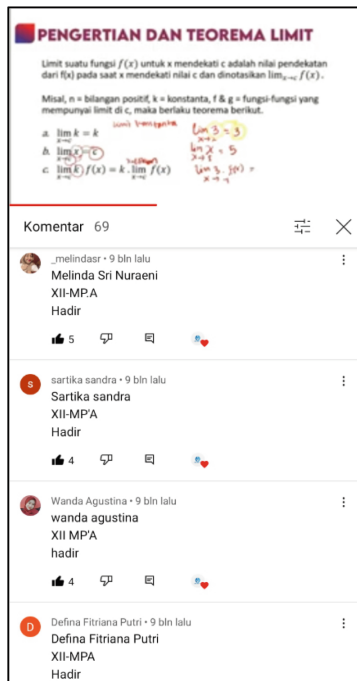 PENGERTIAN DAN TEOREMA LIMIT
Limit suatu fungsi f(x) untuk x mendekati c adalah nilai pendekatan
dari f(x) pada saat x mendekati nilai c dan dinotasikan lim x→c f(x).
Misal, n = bilangan positif, k = konstanta, f & g = fungsi-fungsi yang
mempunyai limit di c, maka berlaku teorema berikut.
limit konstanta
a. lim x→c k = k
lim 3 = 3
b. lim x→c x = c
lim x = 5
c. lim x→c k f(x) = k . lim x→c f(x)
lim 3. f(x) =
Komentar 69
_melindasr • 9 bln lalu
Melinda Sri Nuraeni
XII-MP.A
Hadir
5
S
sartika sandra • 9 bln lalu
Sartika sandra
XII-MP'A
Hadir
4
Wanda Agustina • 9 bln lalu
wanda agustina
XII MP'A
hadir
4
D
Defina Fitriana Putri • 9 bln lalu
Defina Fitriana Putri
XII-MPA
Hadir